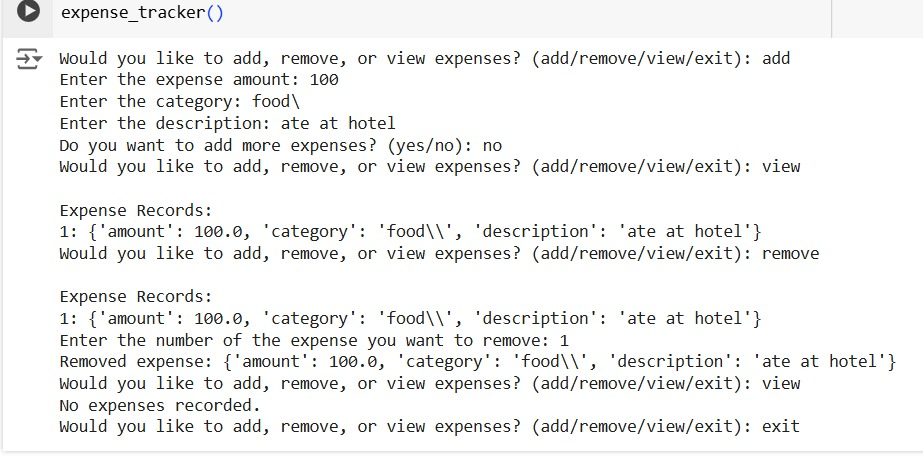 expense_tracker()
Would you like to add, remove, or view expenses? (add/remove/view/exit): add
Enter the expense amount: 100
Enter the category: food\
Enter the description: ate at hotel
Do you want to add more expenses? (yes/no): no
Would you like to add, remove, or view expenses? (add/remove/view/exit): view
Expense Records:
1: {'amount': 100.0, 'category': 'food\\', 'description': 'ate at hotel'}
Would you like to add, remove, or view expenses? (add/remove/view/exit): remove
Expense Records:
1: {'amount': 100.0, 'category': 'food\\', 'description': 'ate at hotel'}
Enter the number of the expense you want to remove: 1
Removed expense: {'amount': 100.0, 'category': 'food\\', 'description': 'ate at hotel'}
Would you like to add, remove, or view expenses? (add/remove/view/exit): view
No expenses recorded.
Would you like to add, remove, or view expenses? (add/remove/view/exit): exit